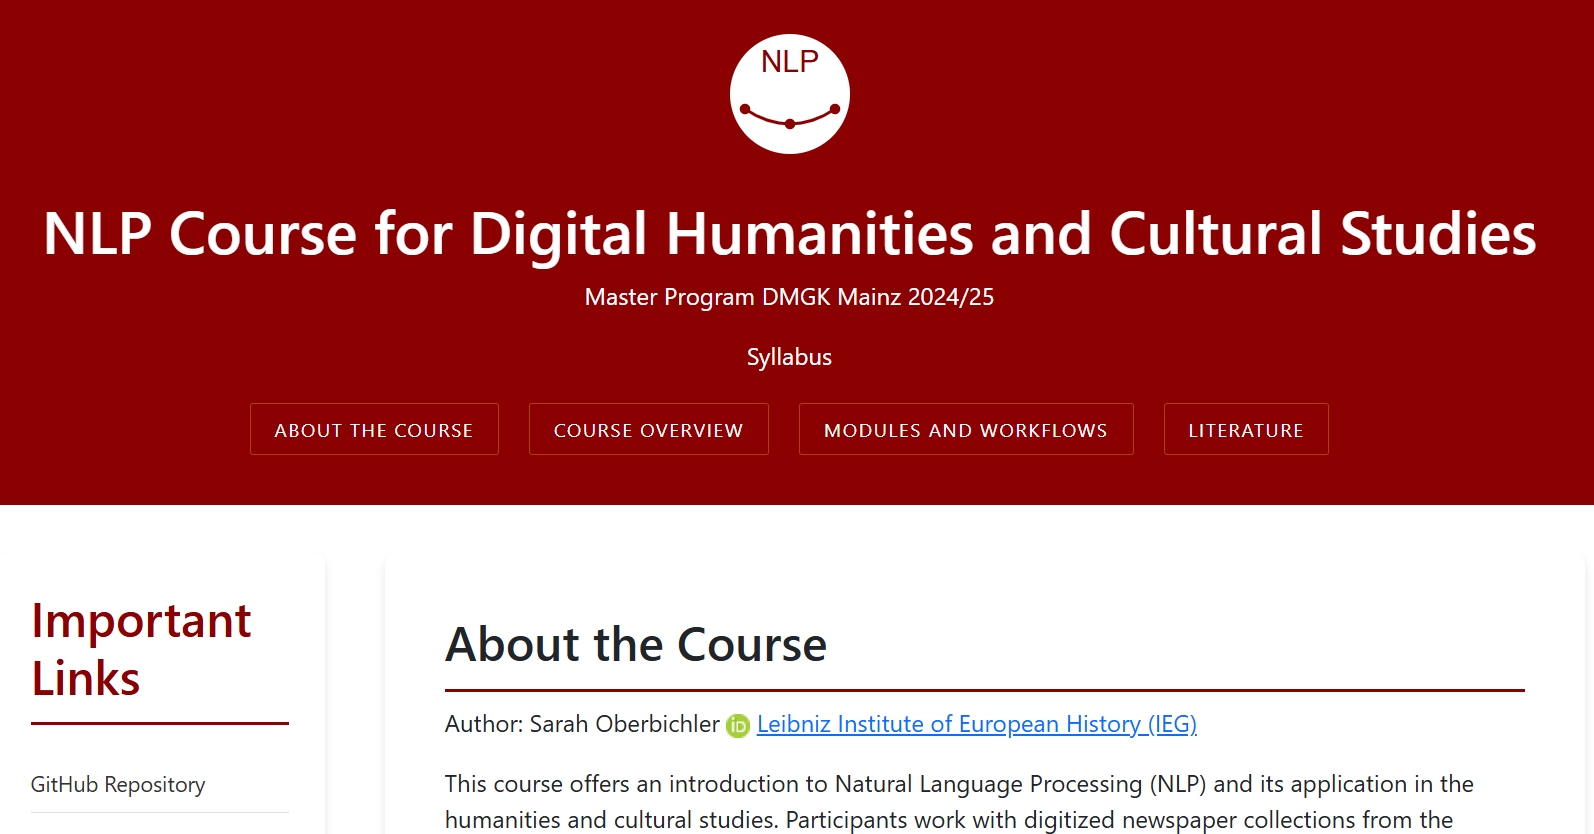 NLP
NLP Course for Digital Humanities and Cultural Studies
Master Program DMGK Mainz 2024/25
Syllabus
ABOUT THE COURSE
COURSE OVERVIEW
MODULES AND WORKFLOWS
LITERATURE
Important
Links
GitHub Repository
About the Course
Author: Sarah Oberbichler iD Leibniz Institute of European History (IEG)
This course offers an introduction to Natural Language Processing (NLP) and its application in the
humanities and cultural studies. Participants work with digitized newspaper collections from the